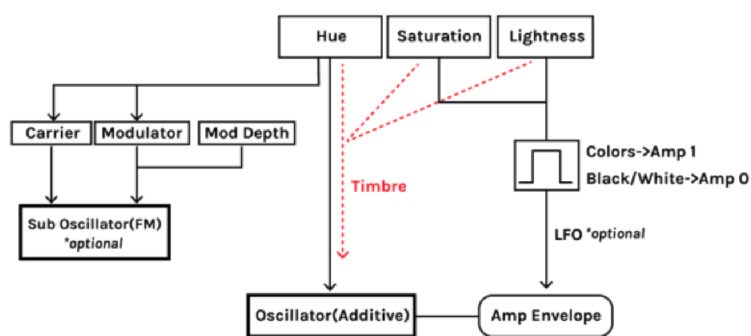 Hue
Saturation
Lightness
Carrier
Modulator
Mod Depth
Colors->Amp 1
Black/White->Amp 0
Timbre
Sub Oscillator(FM)
*optional
LFO *optional
Oscillator(Additive)
Amp Envelope